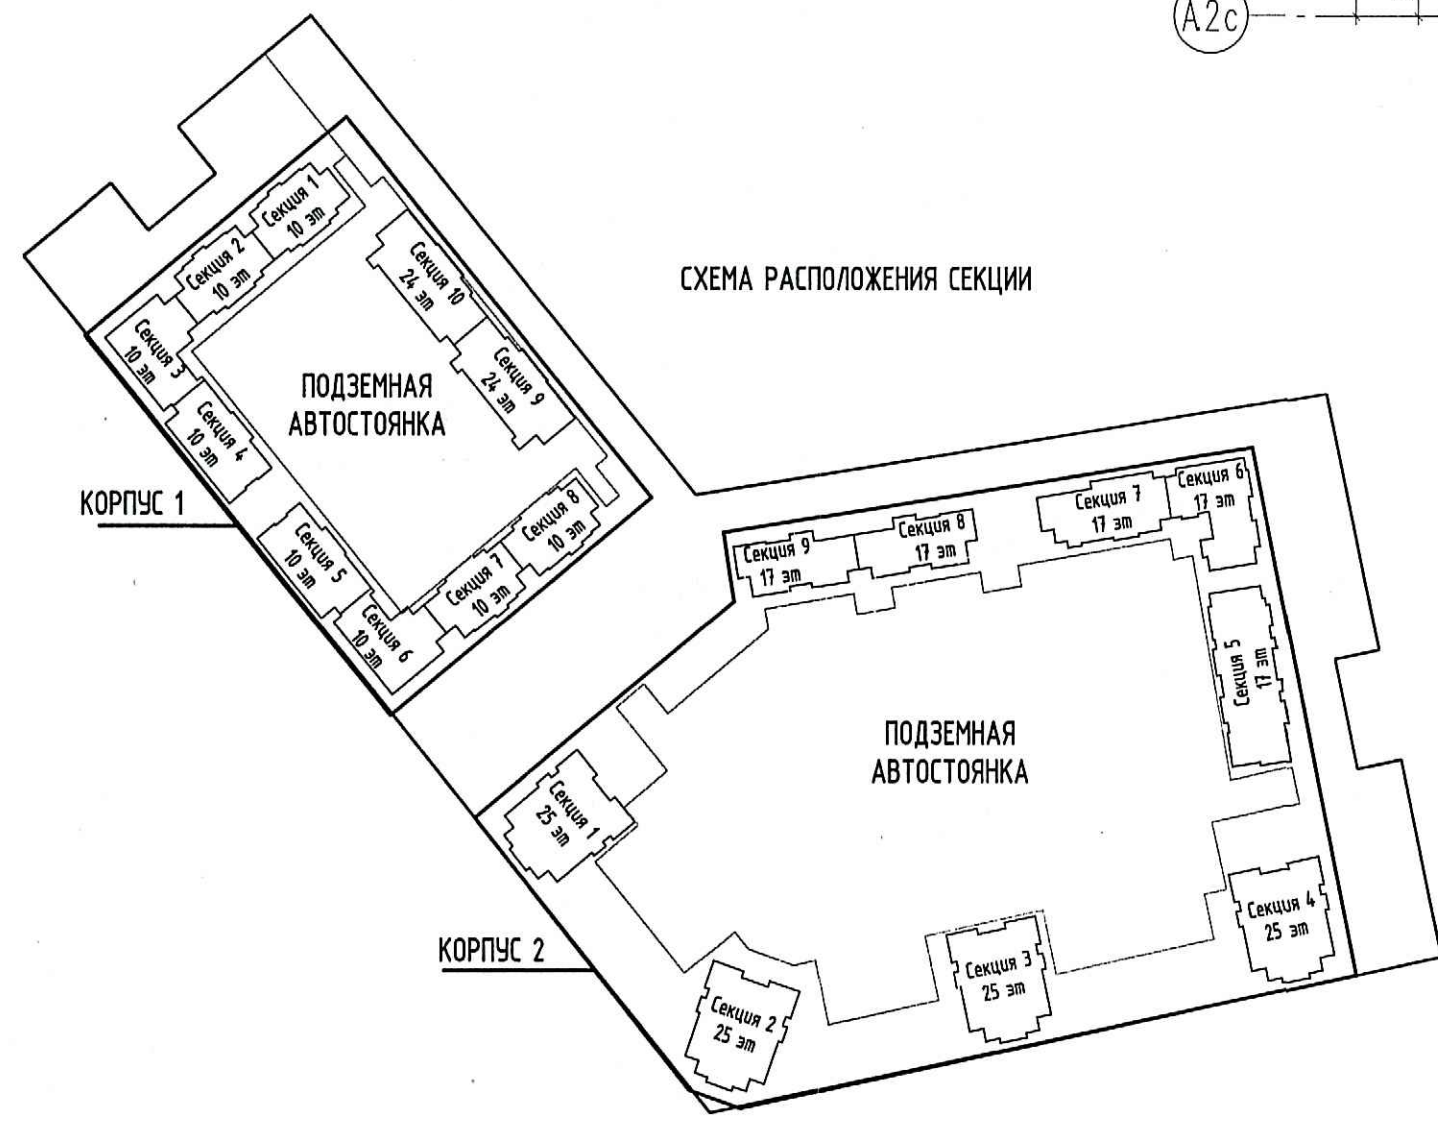 А.2с
СХЕМА РАСПОЛОЖЕНИЯ СЕКЦИИ
Секция 1
10 эт
Секция 2
10 эт
Секция 3
10 эт
Секция 4
10 эт
Секция 5
10 эт
Секция 6
10 эт
Секция 7
10 эт
Секция 8
10 эт
Секция 9
24 эт
Секция 10
24 эт
ПОДЗЕМНАЯ
АВТОСТОЯНКА
КОРПУС 1
Секция 9
17 эт
Секция 8
17 эт
Секция 7
17 эт
Секция 6
17 эт
Секция 5
17 эт
ПОДЗЕМНАЯ
АВТОСТОЯНКА
Секция 1
25 эт
Секция 2
25 эт
Секция 3
25 эт
Секция 4
25 эт
КОРПУС 2